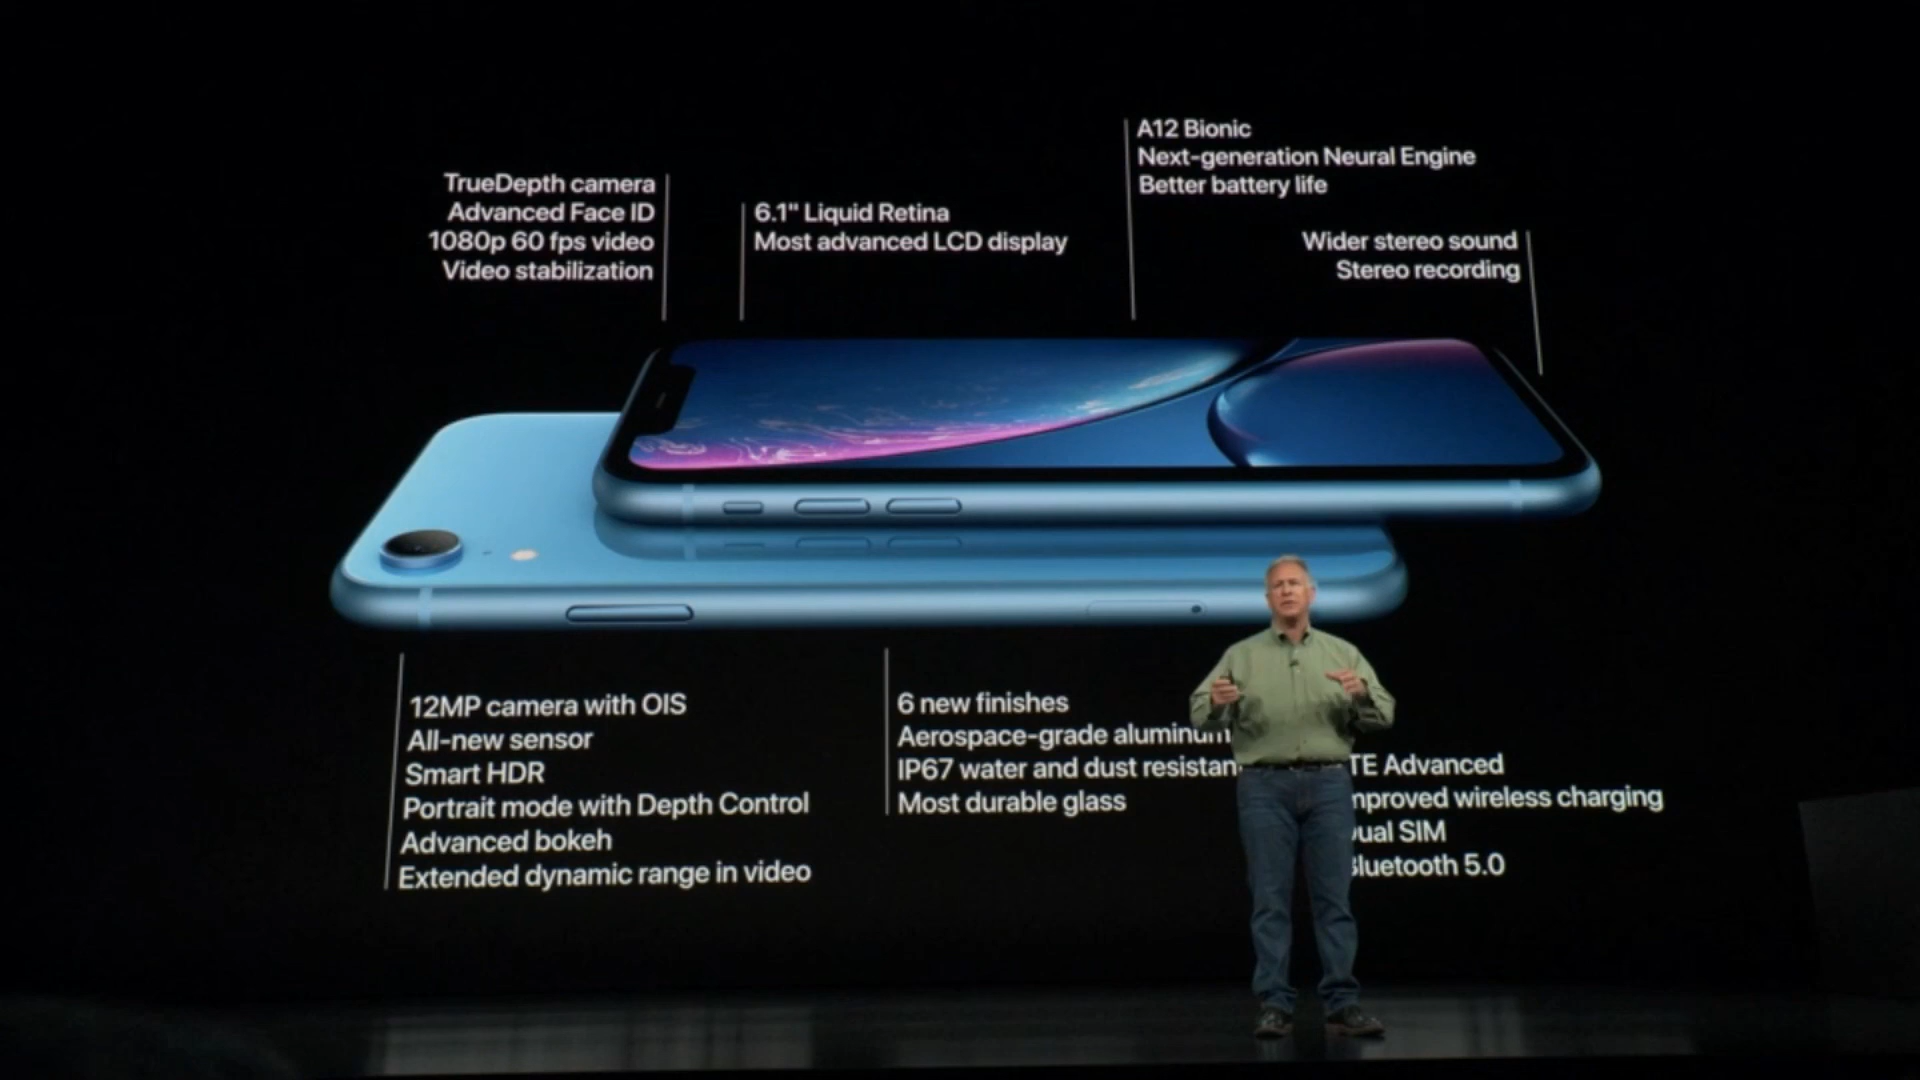 TrueDepth camera
Advanced Face ID
1080p 60 fps video
Video stabilization
6.1" Liquid Retina
Most advanced LCD display
A12 Bionic
Next-generation Neural Engine
Better battery life
Wider stereo sound
Stereo recording
12MP camera with OIS
All-new sensor
Smart HDR
Portrait mode with Depth Control
Advanced bokeh
Extended dynamic range in video
6 new finishes
Aerospace-grade aluminum
IP67 water and dust resistan
Most durable glass
TE Advanced
mproved wireless charging
ual SIM
luetooth 5.0